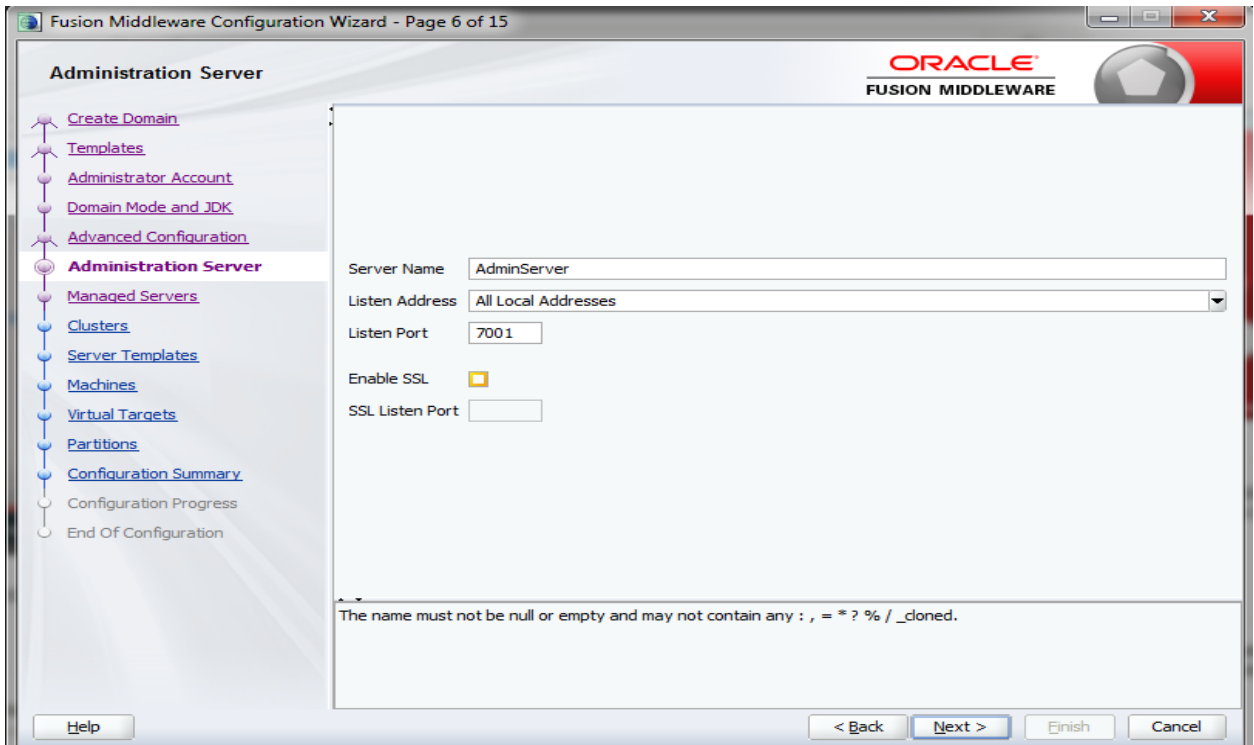 Fusion Middleware Configuration Wizard - Page 6 of 15
Administration Server
ORACLE
FUSION MIDDLEWARE
Create Domain
Templates
Administrator Account
Domain Mode and JDK
Advanced Configuration
Administration Server
Managed Servers
Clusters
Server Templates
Machines
Virtual Targets
Partitions
Configuration Summary
Configuration Progress
End Of Configuration
Server Name AdminServer
Listen Address All Local Addresses
Listen Port 7001
Enable SSL
SSL Listen Port
The name must not be null or empty and may not contain any : , = * ? % / _cloned.
Help
< Back Next > Finish Cancel